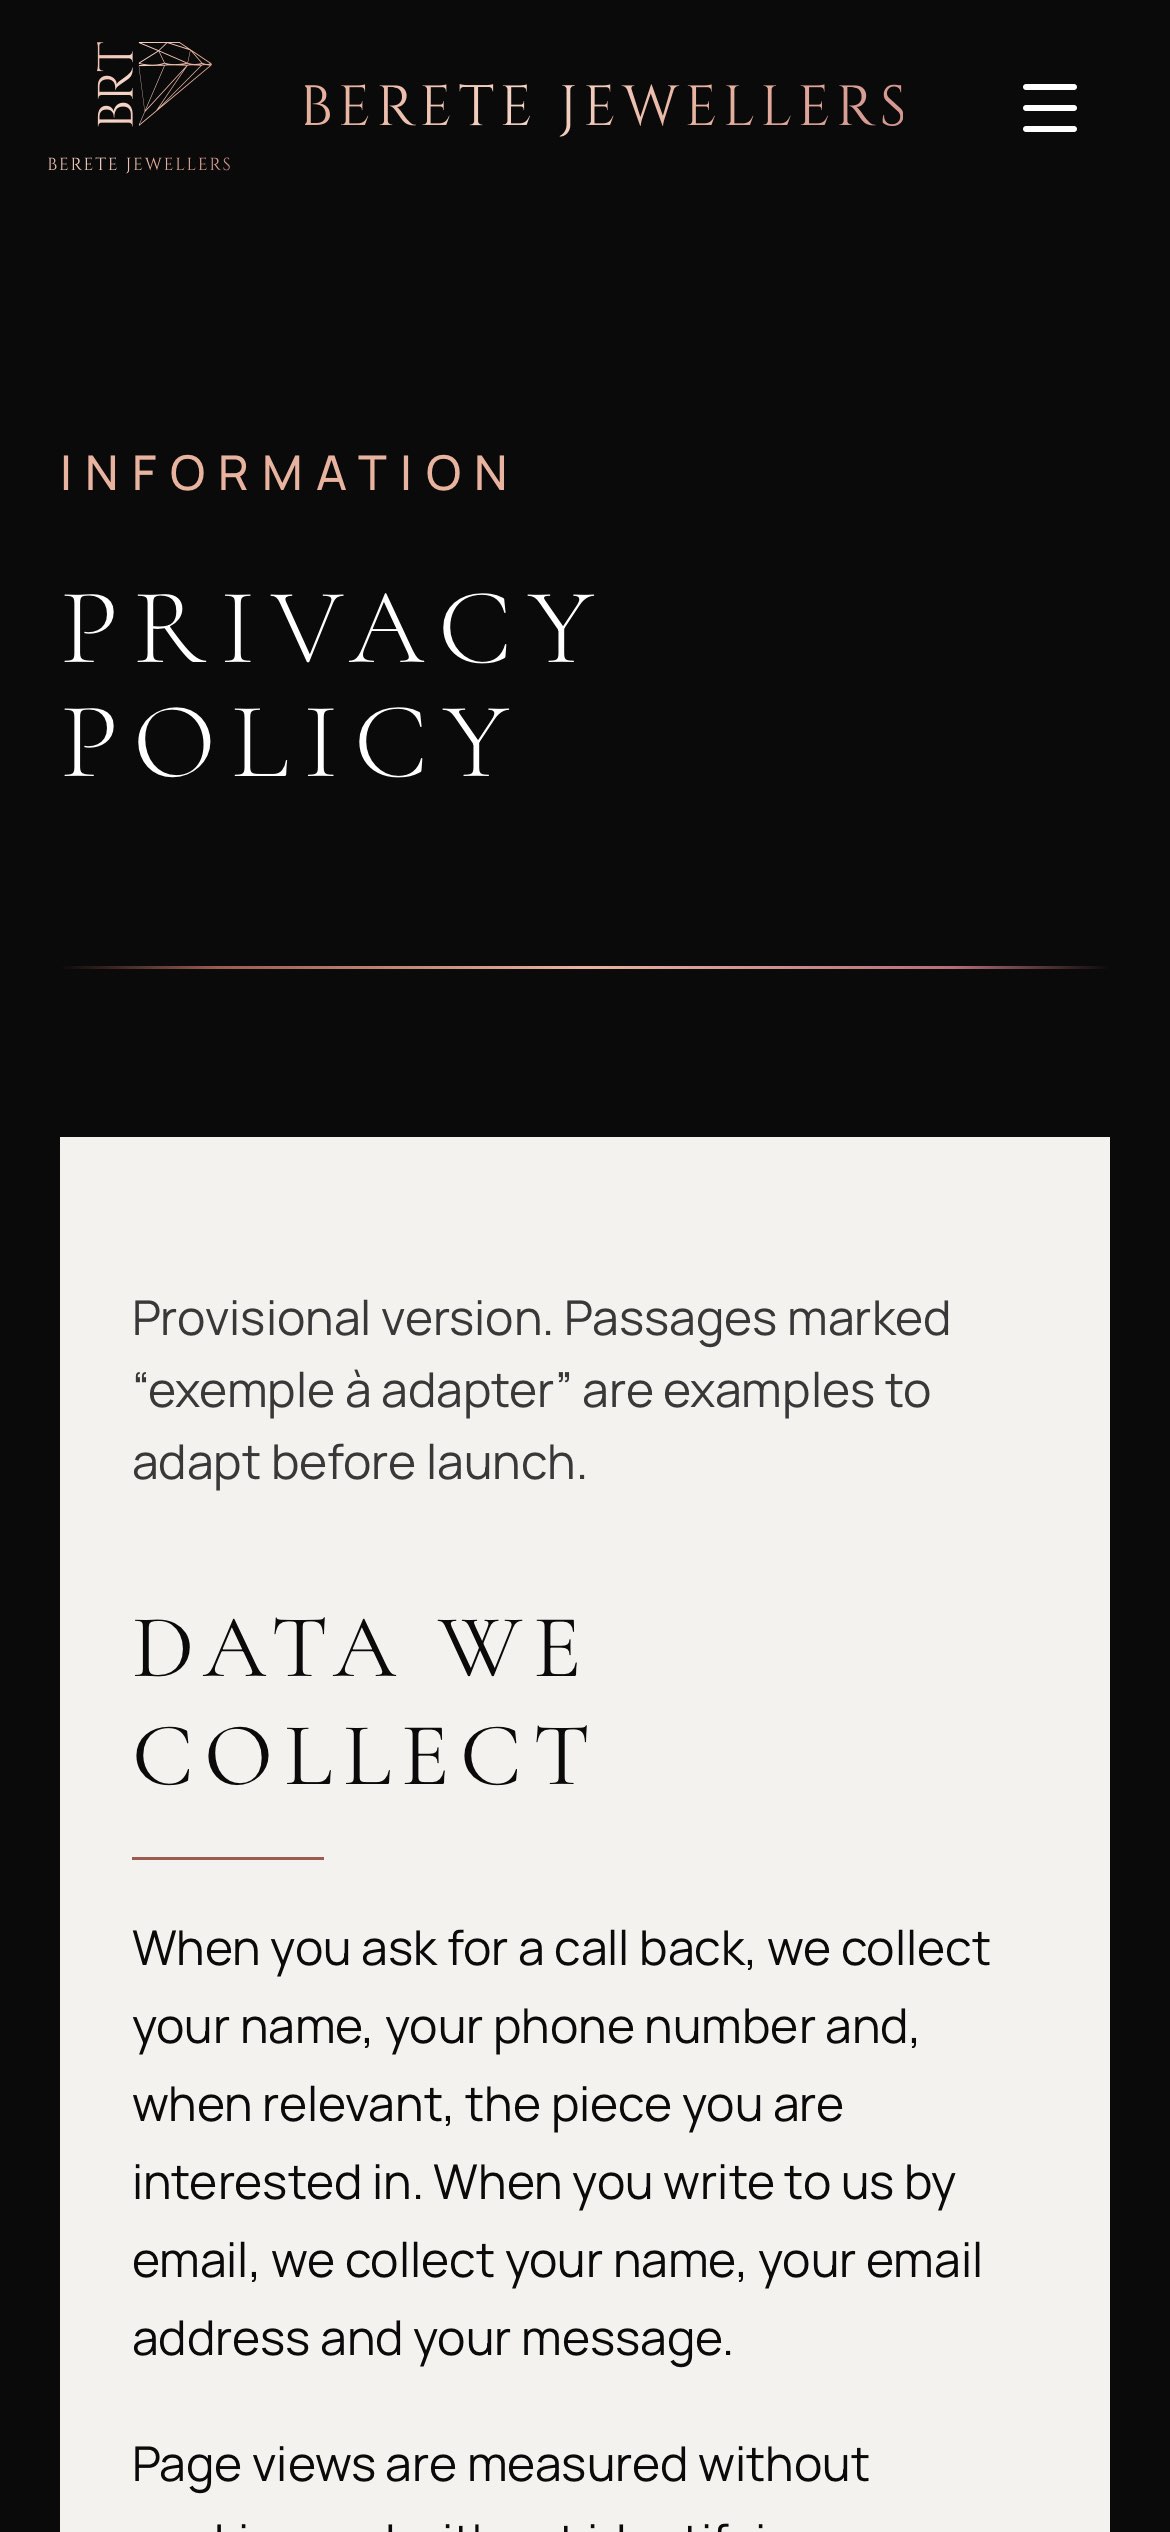 BRT
BERETE JEWELLERS
BERETE JEWELLERS
INFORMATION
PRIVACY
POLICY
Provisional version. Passages marked
“exemple à adapter” are examples to
adapt before launch.
DATA WE
COLLECT
When you ask for a call back, we collect
your name, your phone number and,
when relevant, the piece you are
interested in. When you write to us by
email, we collect your name, your email
address and your message.
Page views are measured without